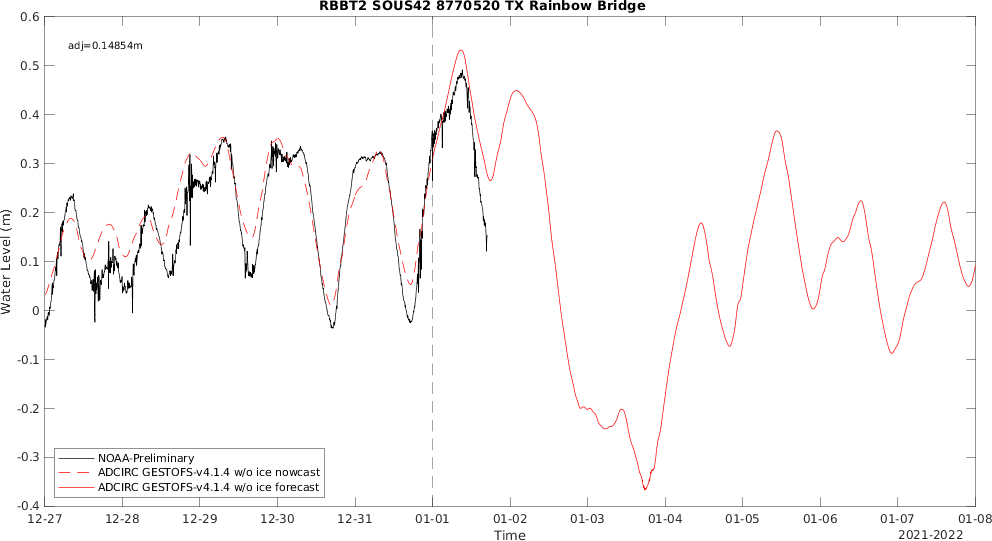 RBBT2 SOUS42 8770520 TX Rainbow Bridge
adj=0.14854m
Water Level (m)
0.6
0.5
0.4
0.3
0.2
0.1
0
-0.1
-0.2
-0.3
-0.4
NOAA-Preliminary
ADCIRC GESTOFS-v4.1.4 w/o ice nowcast
ADCIRC GESTOFS-v4.1.4 w/o ice forecast
12-27 12-28 12-29 12-30 12-31 01-01 01-02 01-03 01-04 01-05 01-06 01-07 01-08
Time
2021-2022